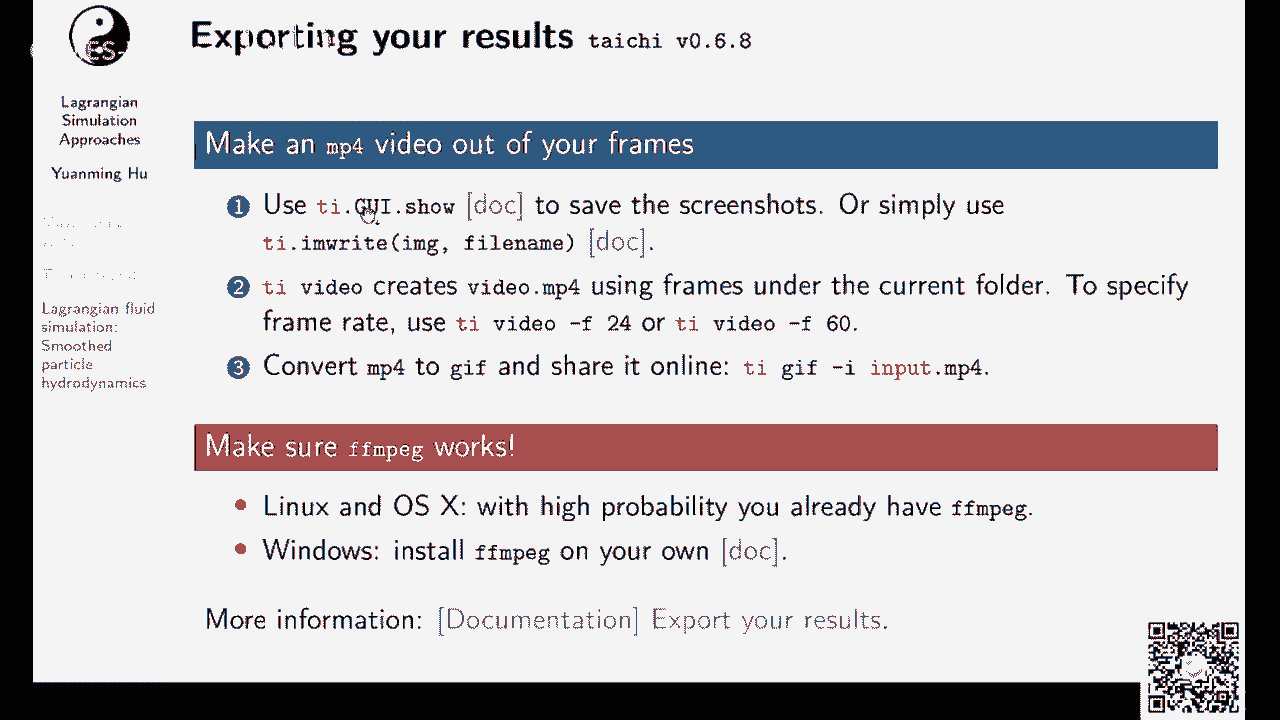 Exporting your results taichi v0.6.8
Lagrangian
Simulation
Approaches
Yuanming Hu
Lagrangian fluid
simulation:
Smoothed
particle
hydrodynamics
Make an mp4 video out of your frames
1 Use ti.GUI.show [doc] to save the screenshots. Or simply use
ti.imwrite(img, filename) [doc].
2 ti video creates video.mp4 using frames under the current folder. To specify
frame rate, use ti video -f 24 or ti video -f 60.
3 Convert mp4 to gif and share it online: ti gif -i input.mp4.
Make sure ffmpeg works!
• Linux and OS X: with high probability you already have ffmpeg.
• Windows: install ffmpeg on your own [doc].
More information: [Documentation] Export your results.